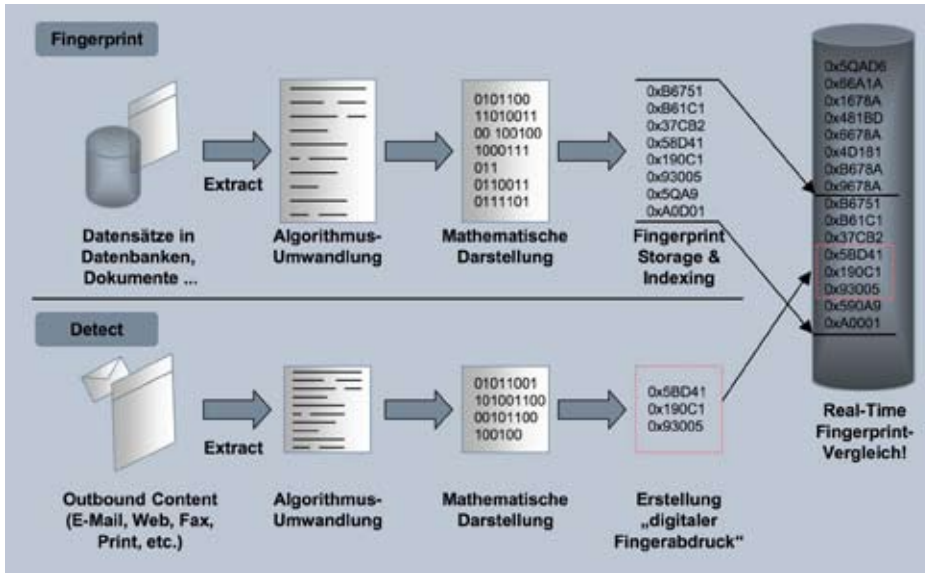 Fingerprint
Extract
Datensätze in
Datenbanken,
Dokumente ...
Algorithmus-
Umwandlung
0101100
11010011
00 100100
1000111
011
0110011
0111101
Mathematische
Darstellung
0xB6751
0xB61C1
0x37CB2
0x58D41
0x190C1
0x93005
0x5QA9
0xA0D01
Fingerprint
Storage &
Indexing
0x5QAD6
0x66A1A
0x1678A
0x481BD
0x6678A
0x4D181
0xB678A
0x9678A
0xB6751
0xB61C1
0x37CB2
0x5BD41
0x190C1
0x93005
0x590A9
0xA0001
Real-Time
Fingerprint-
Vergleich!
Detect
Extract
Outbound Content
(E-Mail, Web, Fax,
Print, etc.)
Algorithmus-
Umwandlung
01011001
101001100
00101100
100100
Mathematische
Darstellung
0x5BD41
0x190C1
0x93005
Erstellung
„digitaler
Fingerabdruck“